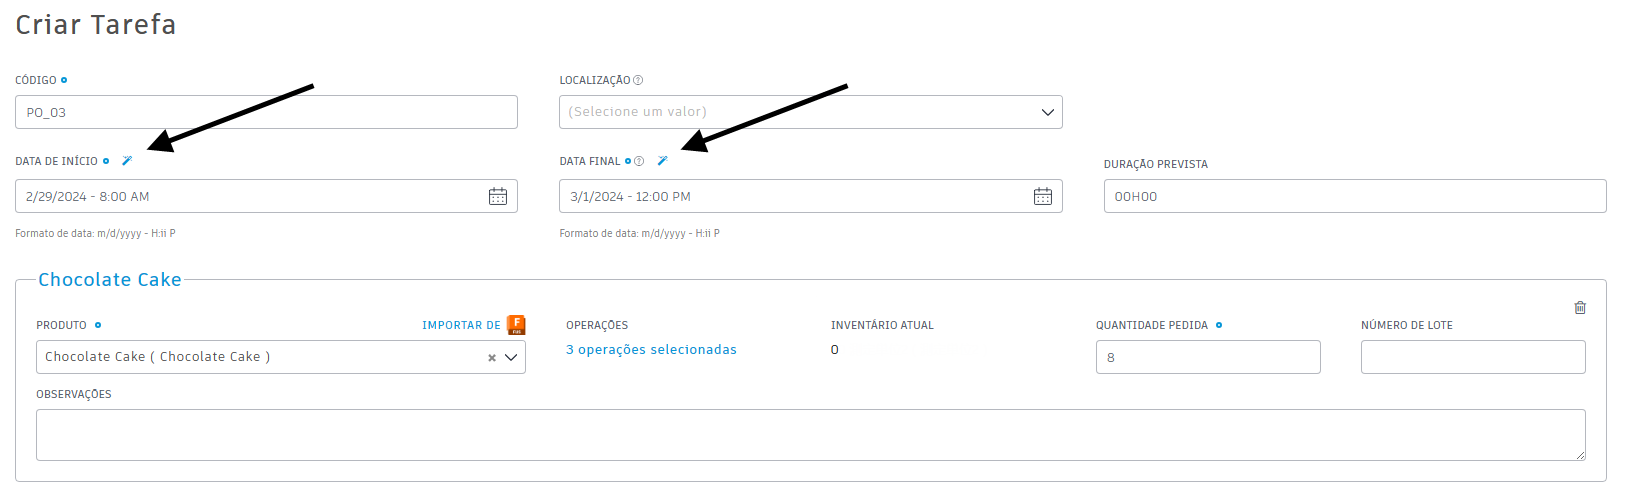 Criar Tarefa
CÓDIGO
LOCALIZAÇÃO ?
PO_03
(Selecione um valor)
DATA DE INÍCIO
DATA FINAL ?
DURAÇÃO PREVISTA
2/29/2024 - 8:00 AM
3/1/2024 - 12:00 PM
00H00
Formato de data: m/d/yyyy - H:ii P
Formato de data: m/d/yyyy - H:ii P
Chocolate Cake
PRODUTO
IMPORTAR DE F
OPERAÇÕES
INVENTÁRIO ATUAL
QUANTIDADE PEDIDA
NÚMERO DE LOTE
Chocolate Cake ( Chocolate Cake )
3 operações selecionadas
0
8
OBSERVAÇÕES